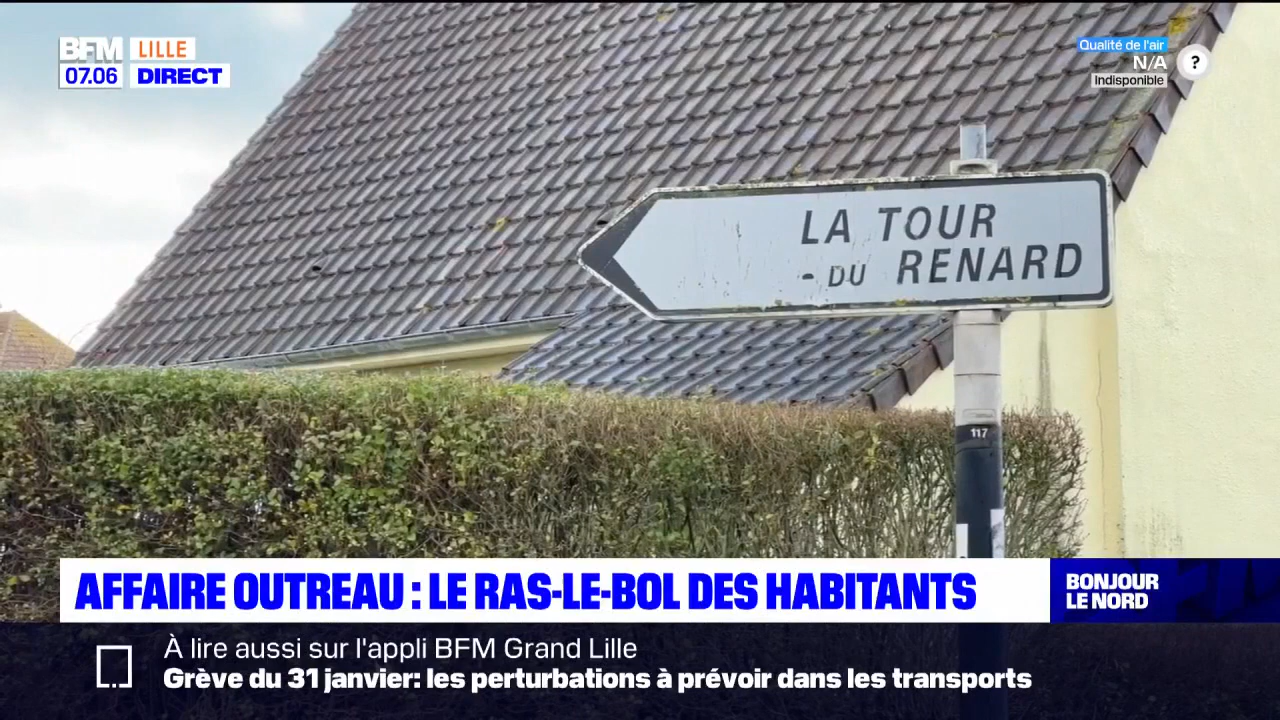 BFM LILLE
07.06 DIRECT
Qualité de l'air
N/A
?
Indisponible
LA TOUR
- DU RENARD
117
AFFAIRE OUTREAU : LE RAS-LE-BOL DES HABITANTS
BONJOUR
LE NORD
À lire aussi sur l'appli BFM Grand Lille
Grève du 31 janvier: les perturbations à prévoir dans les transports